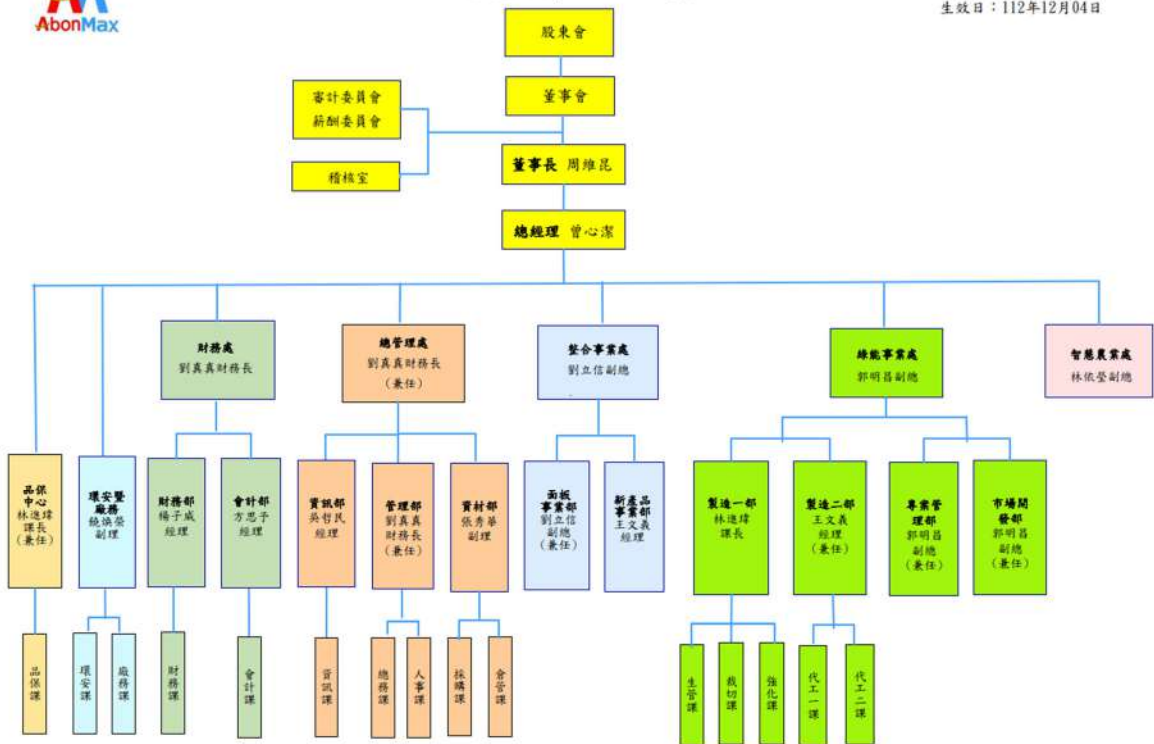 AbonMax
生效日：112年12月04日
股東會
董事會
審計委員會
薪酬委員會
稽核室
董事長 周維昆
總經理 曾心潔
財務處
劉真真財務長
總管理處
劉真真財務長
(兼任)
整合事業處
劉立信副總
綠能事業處
郭明昌副總
智慧農業處
林依瑩副總
品保
中心
林進瑋
課長
(兼任)
環安暨
廠務
饒煥榮
副理
財務部
楊子威
經理
會計部
方思予
經理
資訊部
吳哲民
經理
管理部
劉真真
財務長
(兼任)
資材部
張秀華
副理
面板
事業部
劉立信
副總
(兼任)
新產品
事業部
王文義
經理
製造一部
林進瑋
課長
製造二部
王文義
經理
(兼任)
專案管
理部
郭明昌
副總
(兼任)
市場開
發部
郭明昌
副總
(兼任)
品保課
環安課
廠務課
財務課
會計課
資訊課
總務課
人事課
採購課
倉管課
生管課
裁切課
強化課
代工一課
代工二課